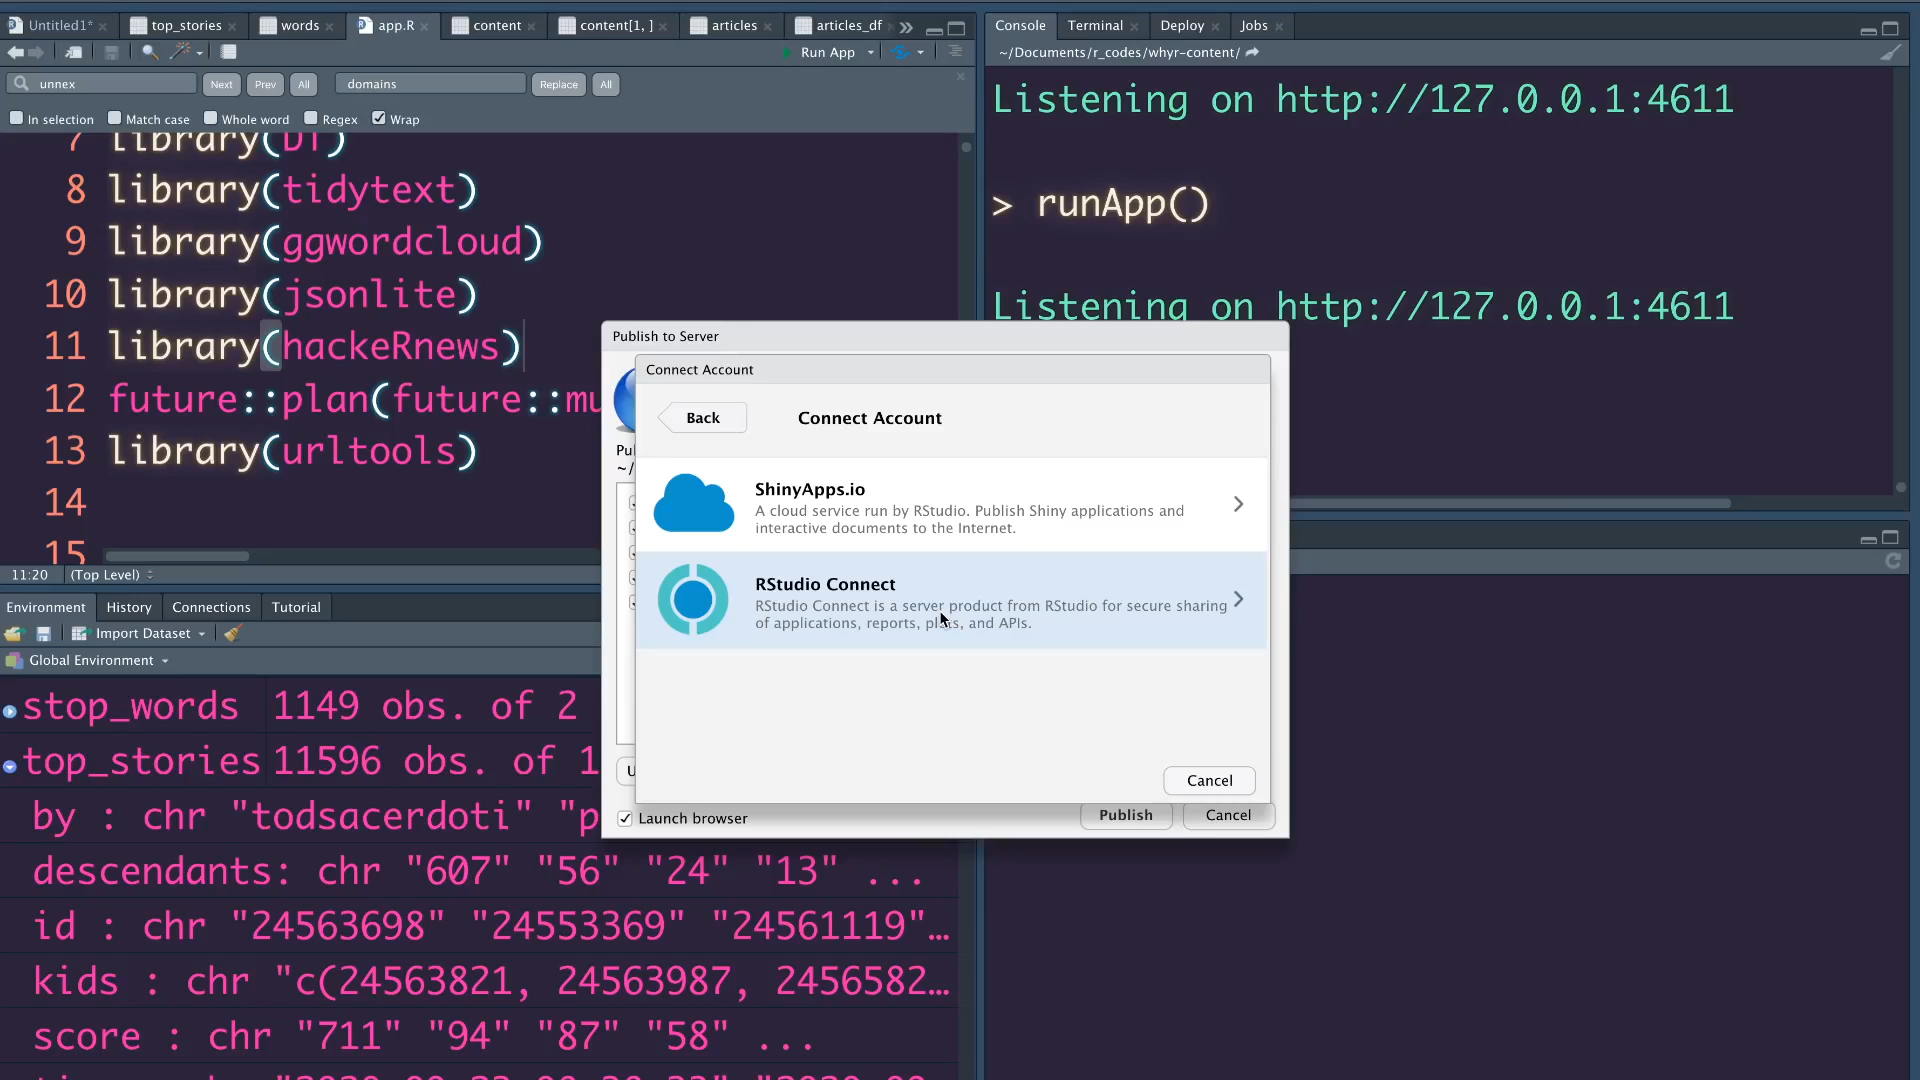 Untitled1* top_stories words app.R content content[1, ] articles articles_df
Run App
unnex Next Prev All domains Replace All
In selection Match case Whole word Regex Wrap
7 library(DT)
8 library(tidytext)
9 library(ggwordcloud)
10 library(jsonlite)
11 library(hackeRnews)
12 future::plan(future::mu
13 library(urltools)
14
15
11:20 (Top Level)
Environment History Connections Tutorial
Import Dataset
Global Environment
stop_words 1149 obs. of 2
top_stories 11596 obs. of 1
by : chr "todsacerdoti" "p
descendants: chr "607" "56" "24" "13" ...
id : chr "24563698" "24553369" "24561119"…
kids : chr "c(24563821, 24563987, 2456582…
score : chr "711" "94" "87" "58" ...
Console Terminal Deploy Jobs
~/Documents/r_codes/whyr-content/
Listening on http://127.0.0.1:4611
> runApp()
Listening on http://127.0.0.1:4611
Publish to Server
Connect Account
Back Connect Account
ShinyApps.io
A cloud service run by RStudio. Publish Shiny applications and
interactive documents to the Internet.
RStudio Connect
RStudio Connect is a server product from RStudio for secure sharing
of applications, reports, plots, and APIs.
Cancel
Launch browser Publish Cancel